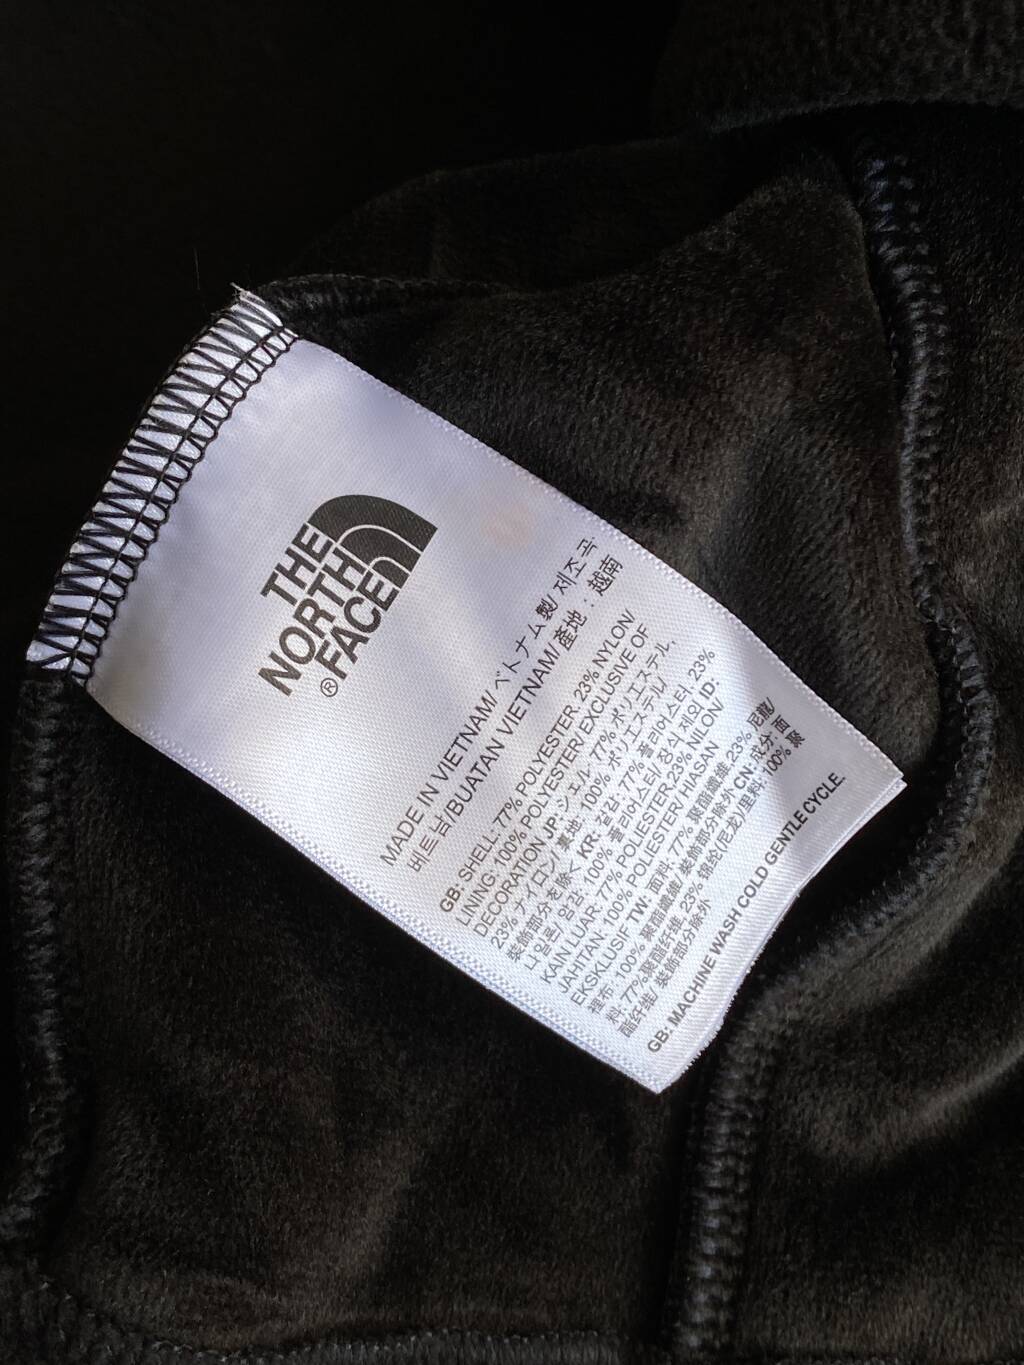 THE
NORTH
FACE
®
MADE IN VIETNAM/ ベトナム製/ 제조국:
베트남/BUATAN VIETNAM/ 產地：越南
GB: SHELL: 77% POLYESTER, 23% NYLON/
LINING: 100% POLYESTER/EXCLUSIVE OF
DECORATION JP: シェル: 77% ポリエステル,
23% ナイロン/ 裏地: 100% ポリエステル/
装飾部分を除く KR: 겉감: 77% 폴리에스터, 23%
나일론/ 안감: 100% 폴리에스터/ 장식 제외 ID:
KAIN LUAR: 77% POLIESTER,23% NILON/
JAHITAN 100% POLIESTER/ HIASAN
EKSKLUSIF TW: 面料: 77% 聚酯纖維,23% 尼龍/
裡布: 100% 聚酯纖維/ 裝飾部分除外 CN: 成分: 面
料: 77%聚酯纤维, 23% 锦纶(尼龙)/里料:100% 聚
酯纤维/ 装饰部分除外
GB: MACHINE WASH COLD GENTLE CYCLE.